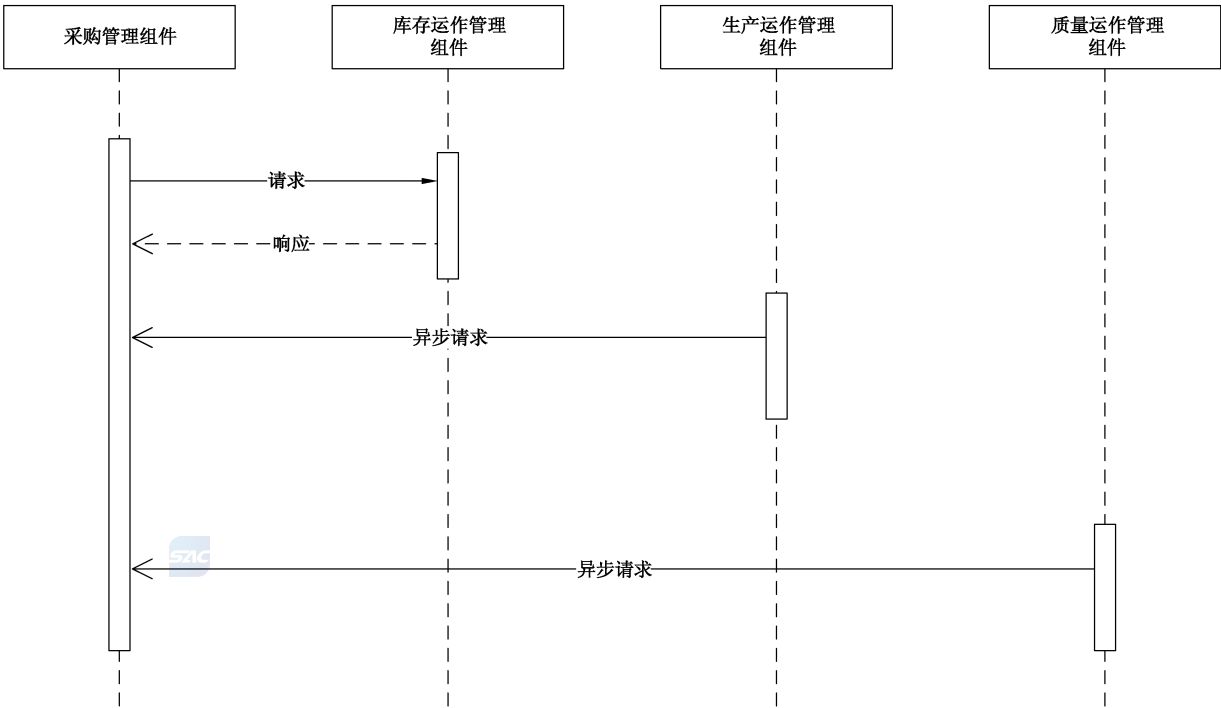 采购管理组件
库存运作管理
组件
生产运作管理
组件
质量运作管理
组件
请求
响应
异步请求
SAC
异步请求